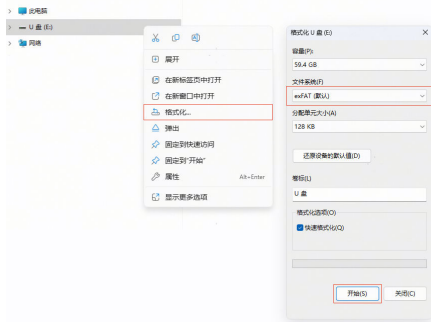 此电脑
U 盘 (E:)
网络
展开
在新标签页中打开
在新窗口中打开
格式化...
弹出
固定到快速访问
固定到"开始"
属性 Alt+Enter
显示更多选项
格式化 U 盘 (E:)
容量(P):
59.4 GB
文件系统(F)
exFAT (默认)
分配单元大小(A)
128 KB
还原设备的默认值(D)
卷标(L)
U 盘
格式化选项(O)
快速格式化(Q)
开始(S) 关闭(C)